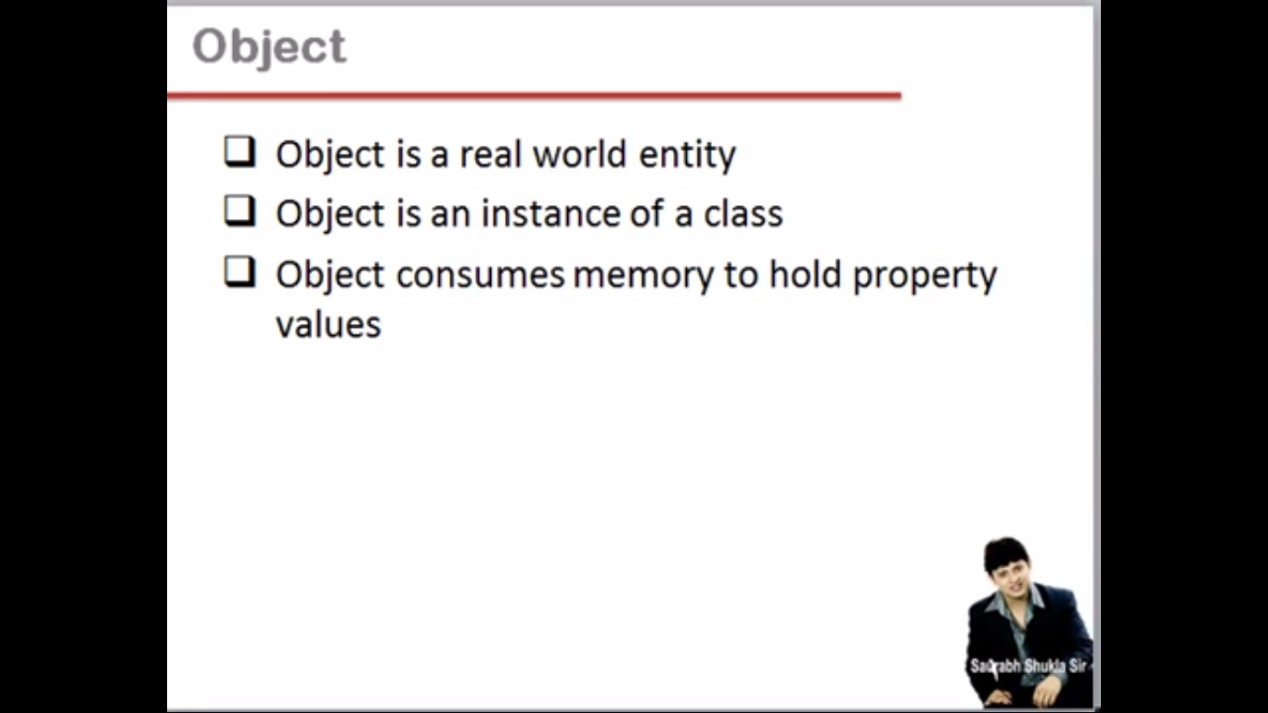 Object
Object is a real world entity
Object is an instance of a class
Object consumes memory to hold property
values
Saurabh Shukla Sir